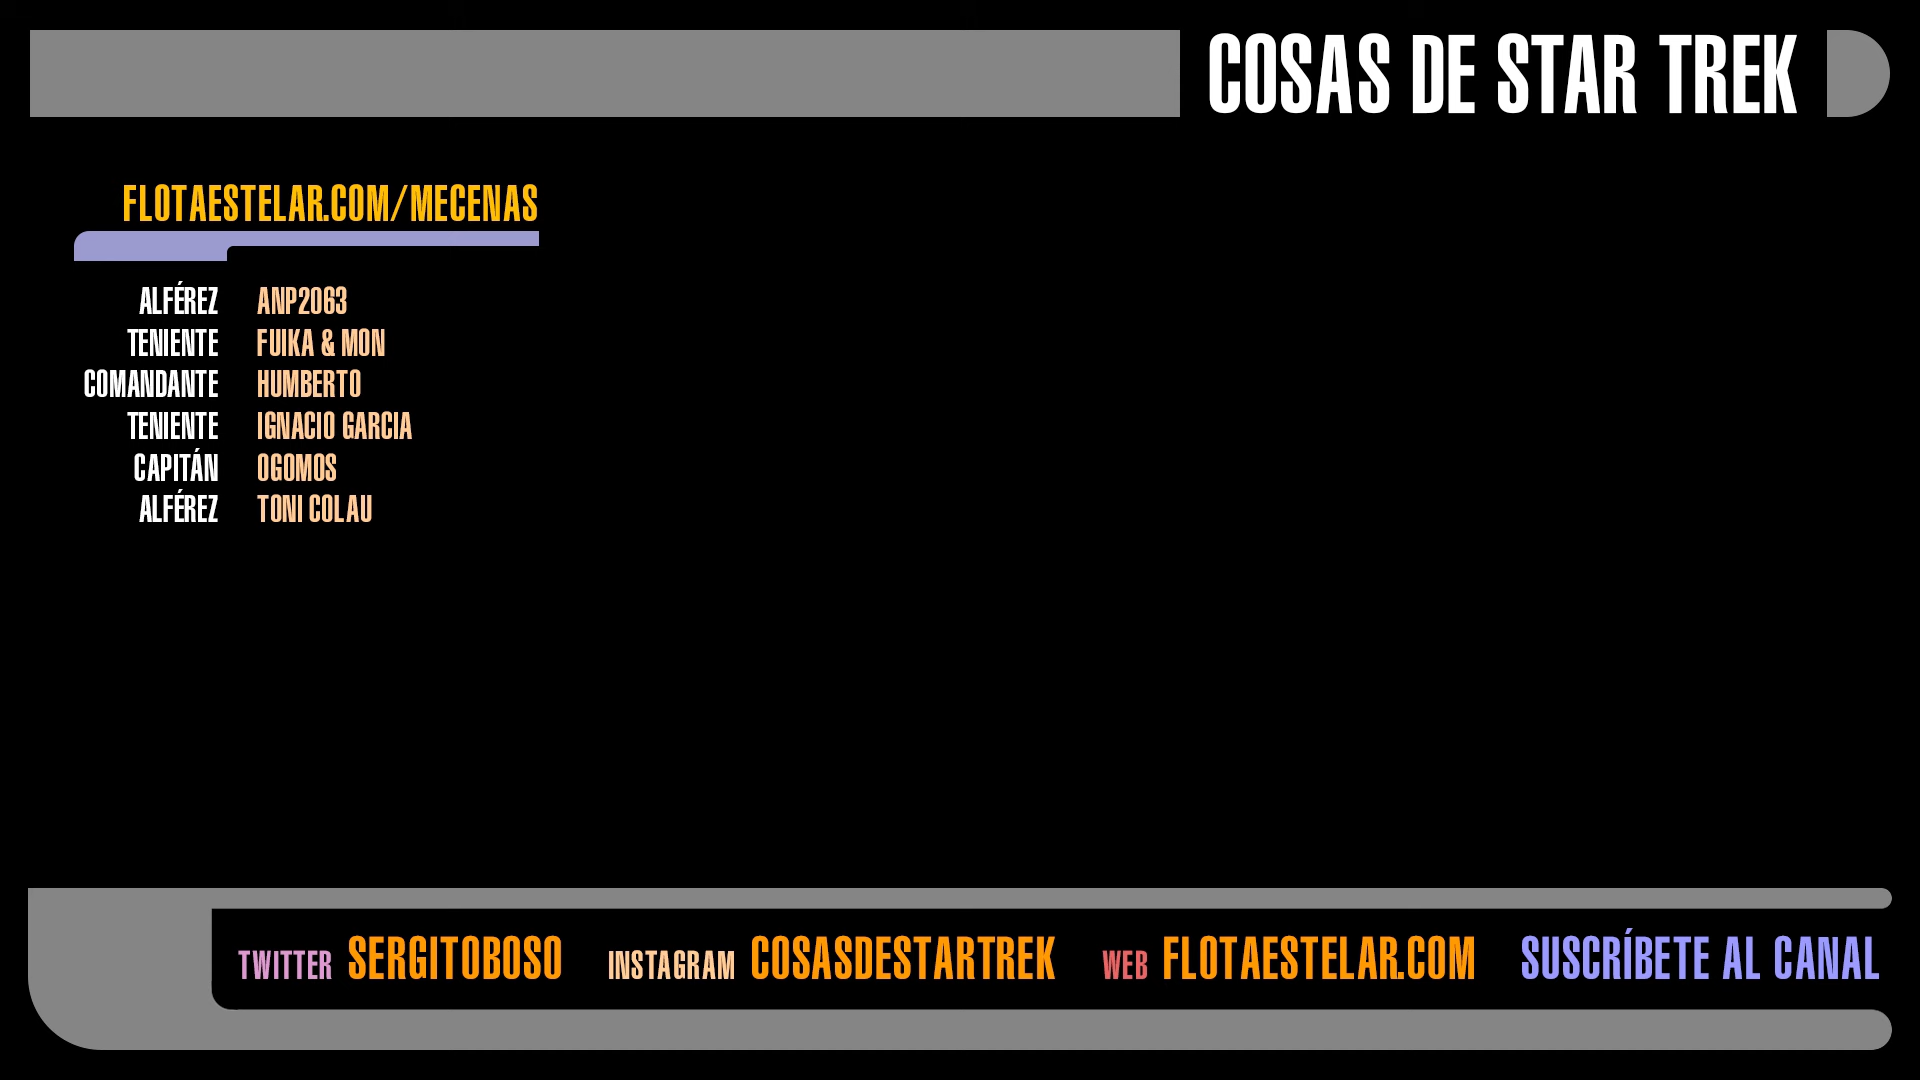 COSAS DE STAR TREK
FLOTAESTELAR.COM/MECENAS
ALFÉREZ ANP2063
TENIENTE FUIKA & MON
COMANDANTE HUMBERTO
TENIENTE IGNACIO GARCIA
CAPITÁN OGOMOS
ALFÉREZ TONI COLAU
TWITTER SERGITOBOSO INSTAGRAM COSASDESTARTREK WEB FLOTAESTELAR.COM SUSCRÍBETE AL CANAL